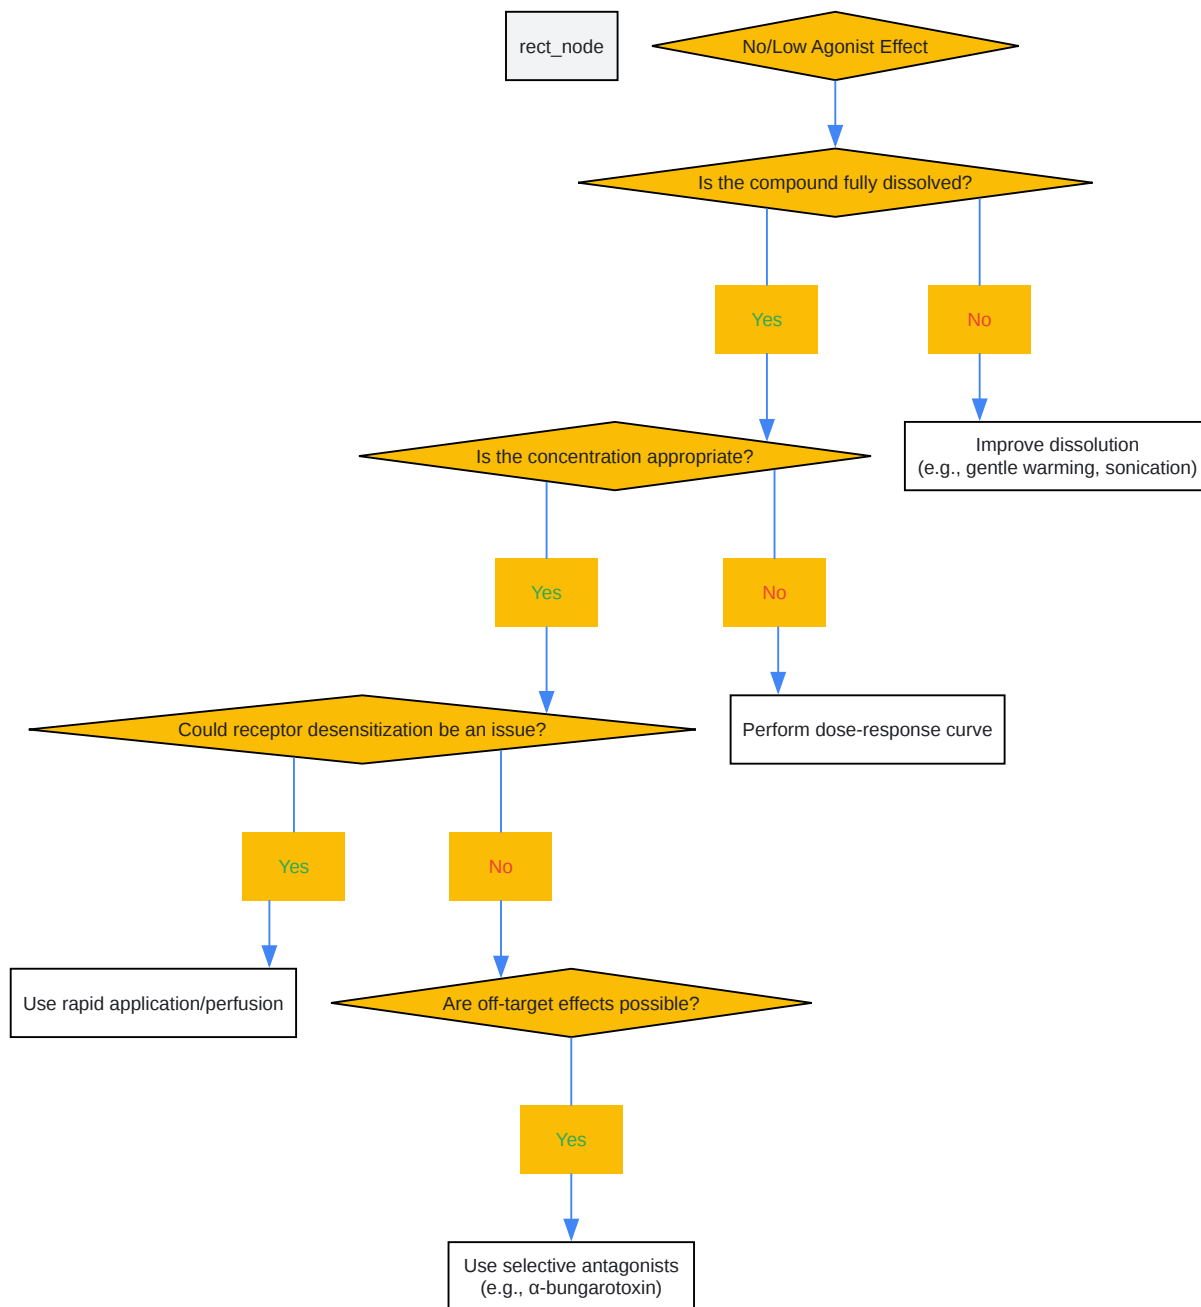 rect_node
No/Low Agonist Effect
Is the compound fully dissolved?
Yes
No
Improve dissolution
(e.g., gentle warming, sonication)
Is the concentration appropriate?
Yes
No
Perform dose-response curve
Could receptor desensitization be an issue?
Yes
No
Use rapid application/perfusion
Are off-target effects possible?
Yes
Use selective antagonists
(e.g., α-bungarotoxin)